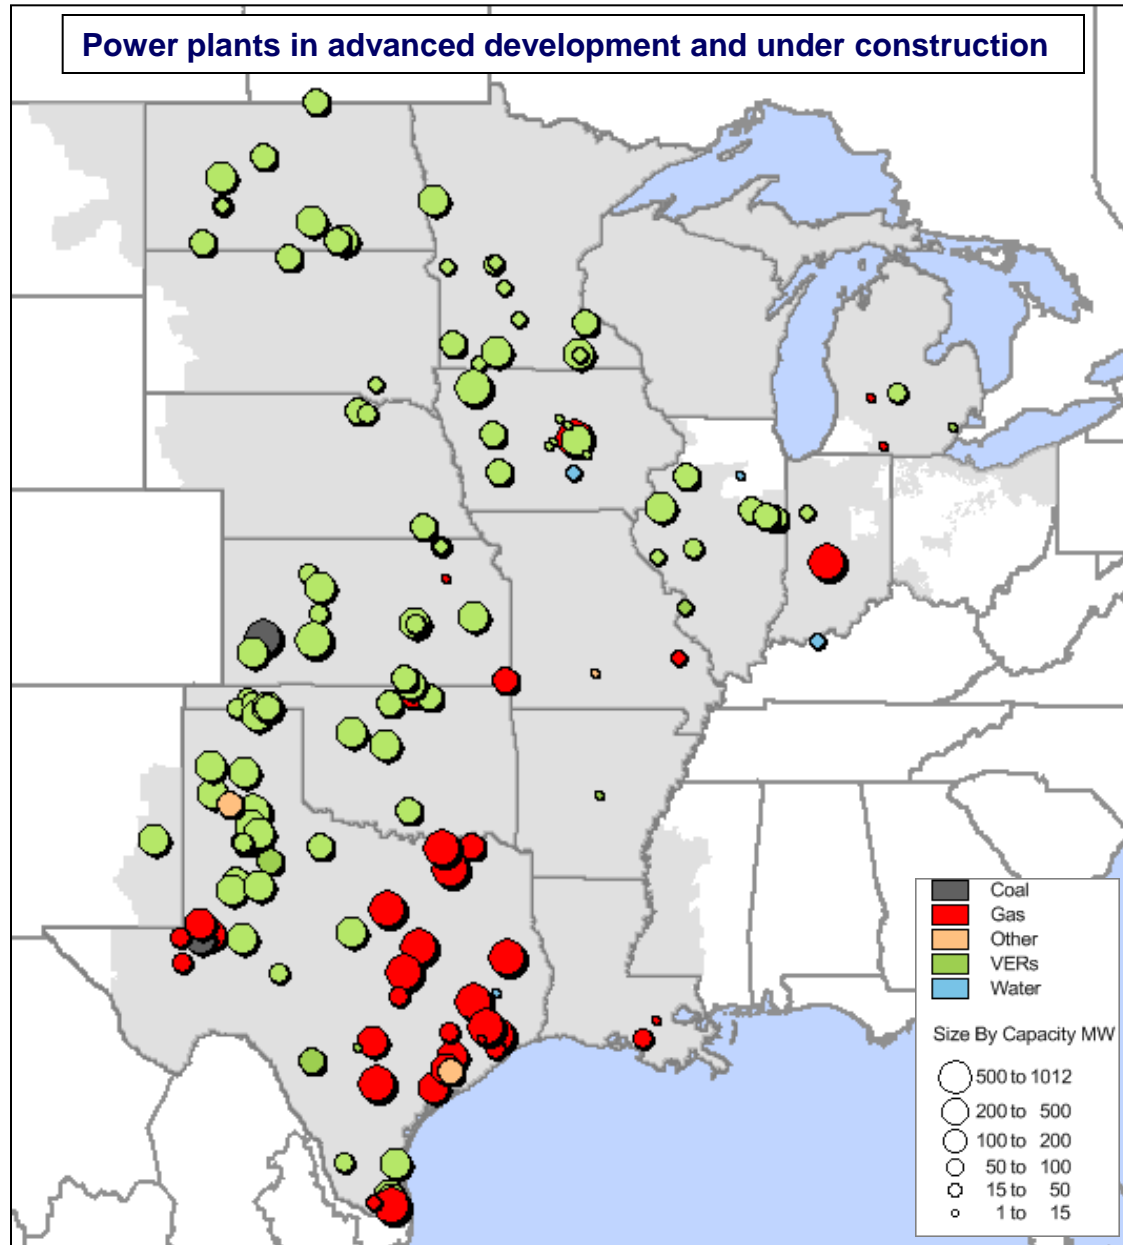 Power plants in advanced development and under construction
Coal
Gas
Other
VERs
Water
Size By Capacity MW
500 to 1012
200 to 500
100 to 200
50 to 100
15 to 50
1 to 15